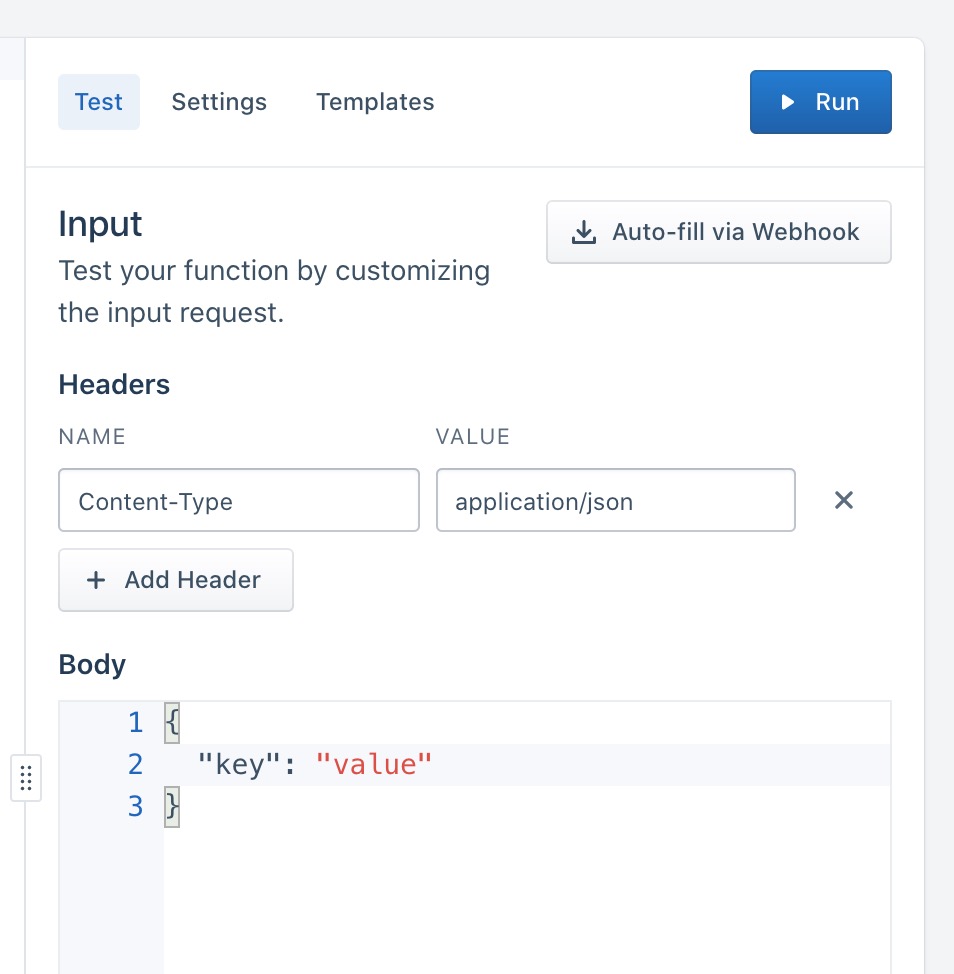 Test Settings Templates Run
Input
Auto-fill via Webhook
Test your function by customizing
the input request.
Headers
NAME VALUE
Content-Type application/json
Add Header
Body
1 {
2 "key": "value"
3 }